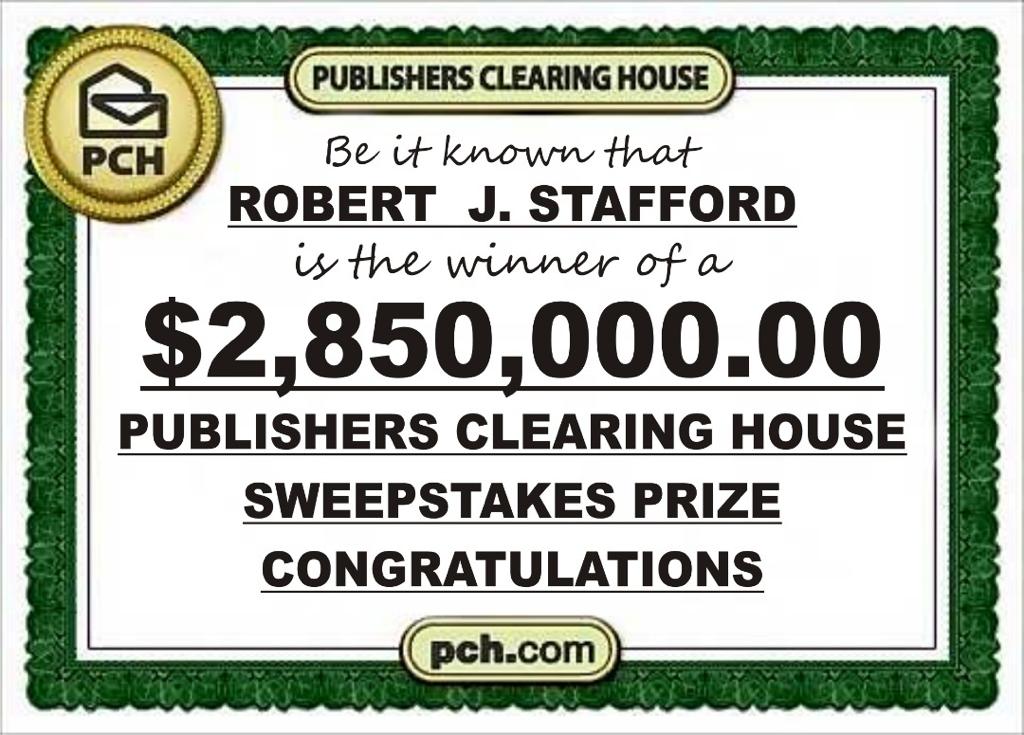 PUBLISHERS CLEARING HOUSE
PCH
Be it known that
ROBERT J. STAFFORD
is the winner of a
$2,850,000.00
PUBLISHERS CLEARING HOUSE
SWEEPSTAKES PRIZE
CONGRATULATIONS
pch.com